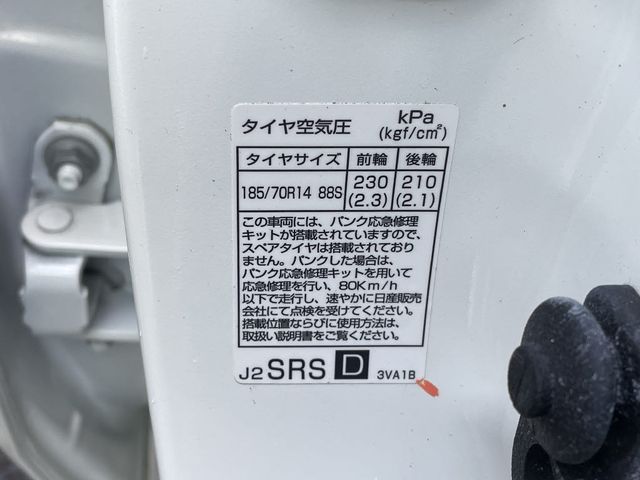 タイヤ空気圧 kPa (kgf/cm²)
タイヤサイズ 前輪 後輪
185/70R14 88S 230 (2.3) 210 (2.1)
この車両には、パンク応急修理
キットが搭載されていますので、
スペアタイヤは搭載されており
ません。パンクした場合は、
パンク応急修理キットを用いて
応急修理を行い、80Km/h
以下で走行し、速やかに日産販売
会社にて点検を受けてください。
搭載位置ならびに使用方法は、
取扱い説明書をご覧ください。
J2 SRS D 3VA1B